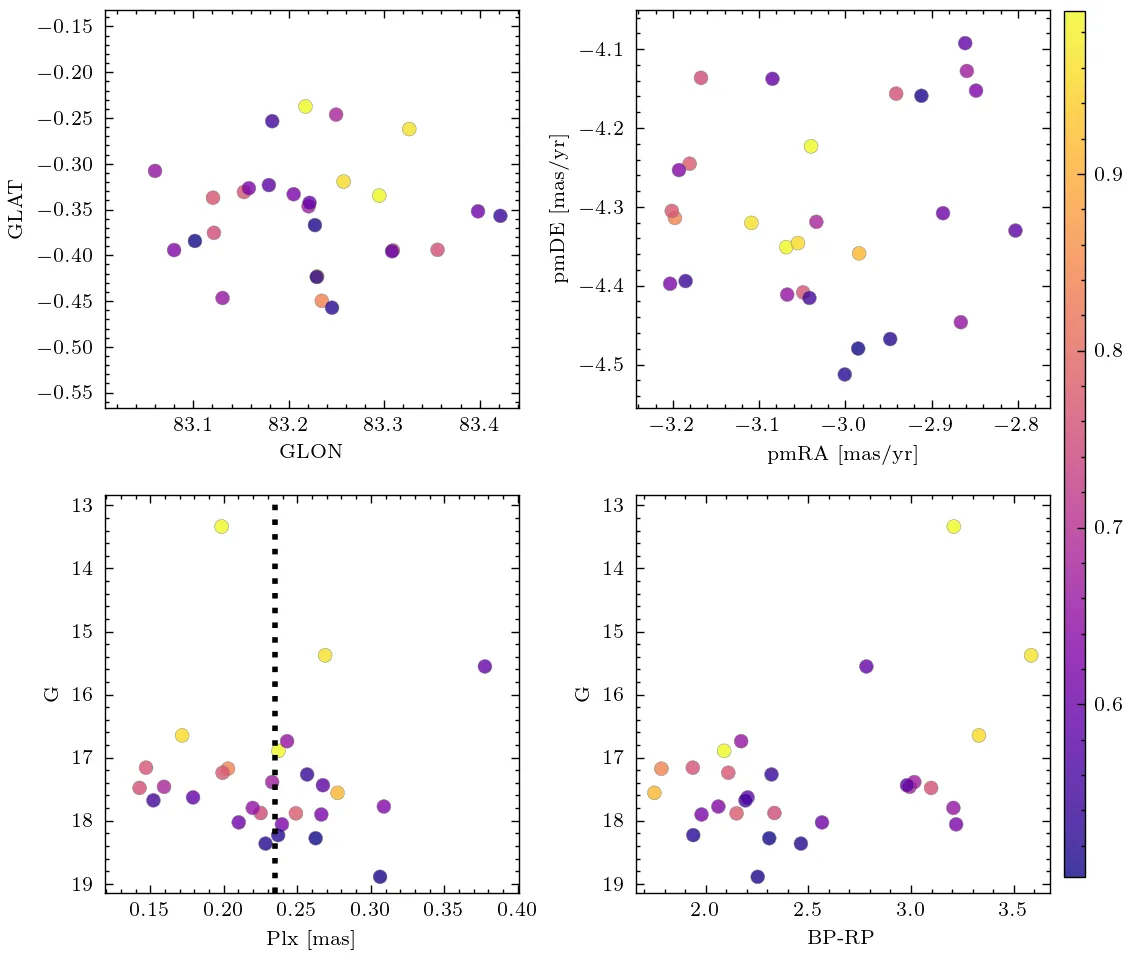 −0.15
−0.20
−0.25
−0.30
−0.35
−0.40
−0.45
−0.50
−0.55
GLAT
83.1 83.2 83.3 83.4
GLON
−4.1
−4.2
−4.3
−4.4
−4.5
pmDE [mas/yr]
−3.2 −3.1 −3.0 −2.9 −2.8
pmRA [mas/yr]
0.9
0.8
0.7
0.6
13
14
15
16
17
18
19
G
0.15 0.20 0.25 0.30 0.35 0.40
Plx [mas]
13
14
15
16
17
18
19
G
2.0 2.5 3.0 3.5
BP-RP